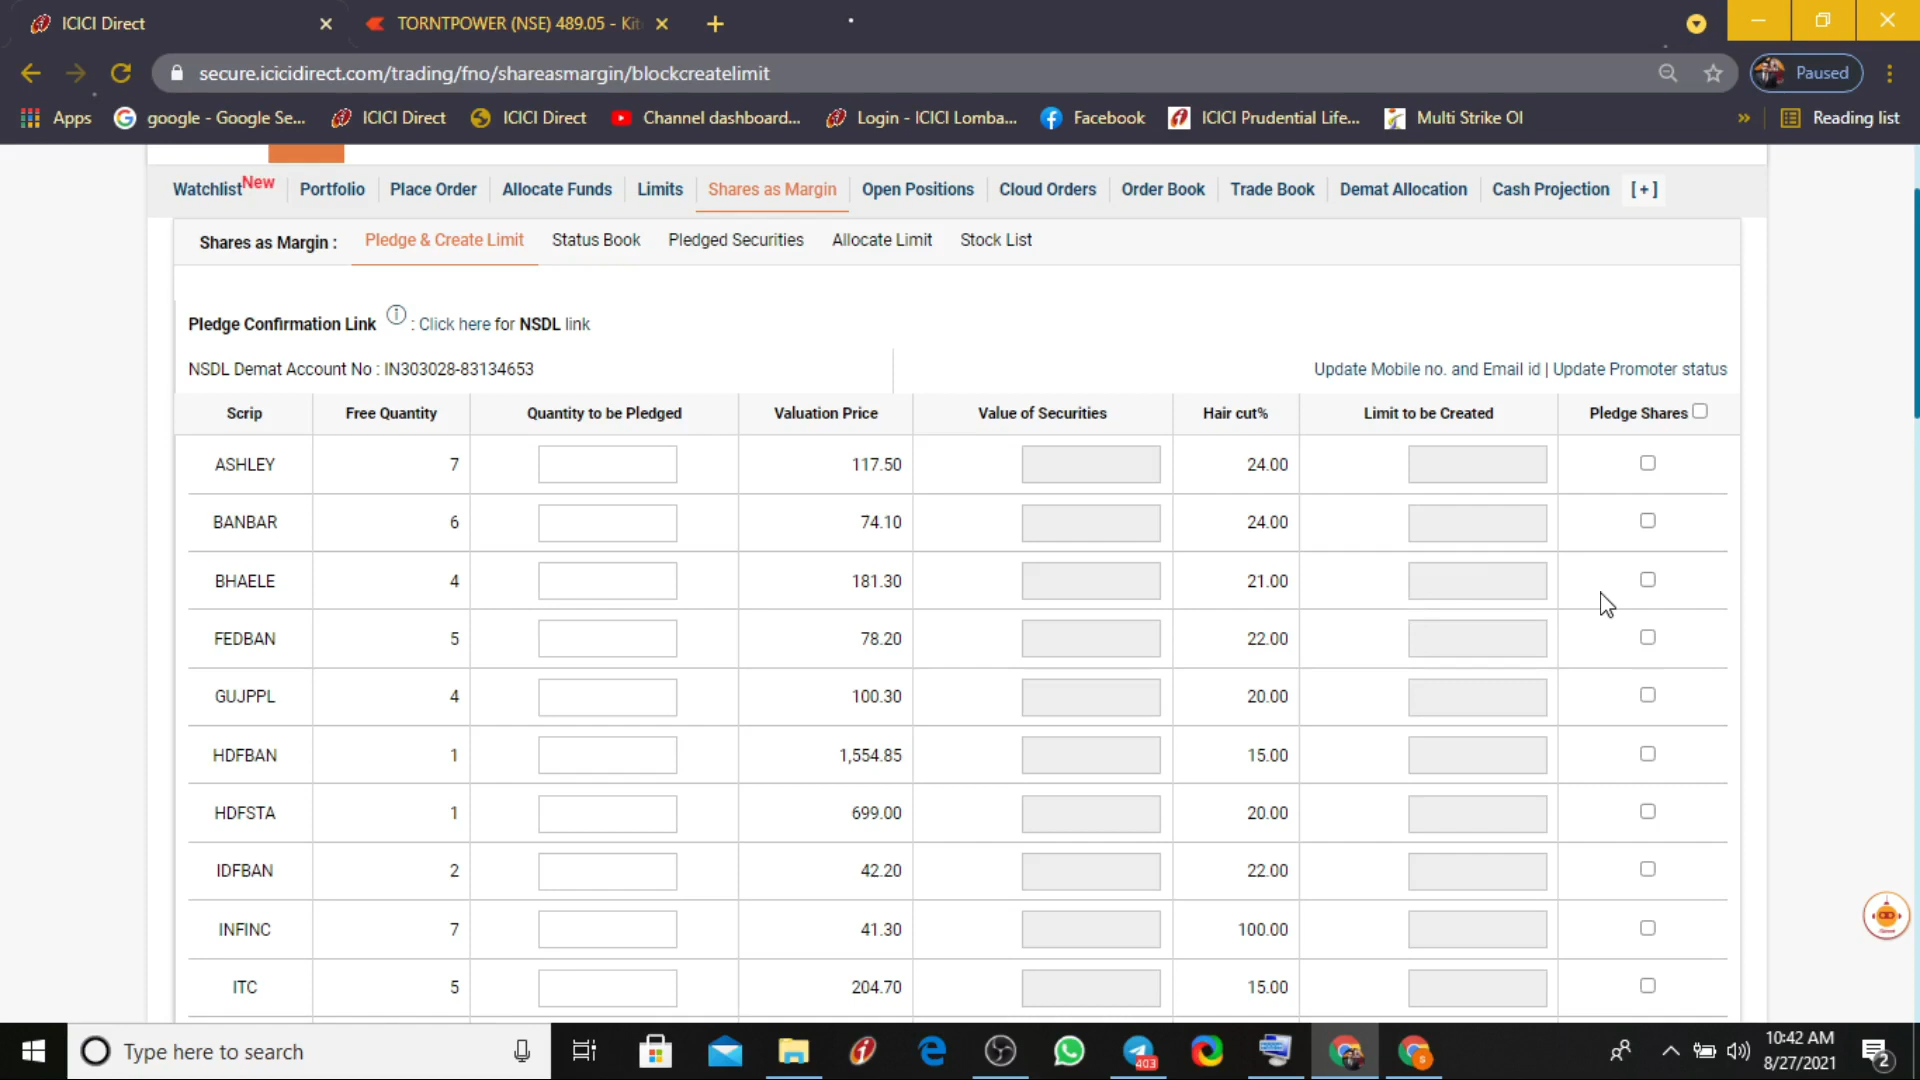 ICICI Direct
TORNTPOWER (NSE) 489.05 - Kit
secure.icicidirect.com/trading/fno/shareasmargin/blockcreatelimit
Paused
Apps
google - Google Se...
ICICI Direct
ICICI Direct
Channel dashboard...
Login - ICICI Lomba...
Facebook
ICICI Prudential Life...
Multi Strike OI
»
Reading list
Watchlist New
Portfolio
Place Order
Allocate Funds
Limits
Shares as Margin
Open Positions
Cloud Orders
Order Book
Trade Book
Demat Allocation
Cash Projection
[+]
Shares as Margin :
Pledge & Create Limit
Status Book
Pledged Securities
Allocate Limit
Stock List
Pledge Confirmation Link : Click here for NSDL link
NSDL Demat Account No : IN303028-83134653
Update Mobile no. and Email id | Update Promoter status
Scrip Free Quantity Quantity to be Pledged Valuation Price Value of Securities Hair cut% Limit to be Created Pledge Shares
ASHLEY 7 117.50 24.00
BANBAR 6 74.10 24.00
BHAELE 4 181.30 21.00
FEDBAN 5 78.20 22.00
GUJPPL 4 100.30 20.00
HDFBAN 1 1,554.85 15.00
HDFSTA 1 699.00 20.00
IDFBAN 2 42.20 22.00
INFINC 7 41.30 100.00
ITC 5 204.70 15.00
Type here to search
403
10:42 AM
8/27/2021
2